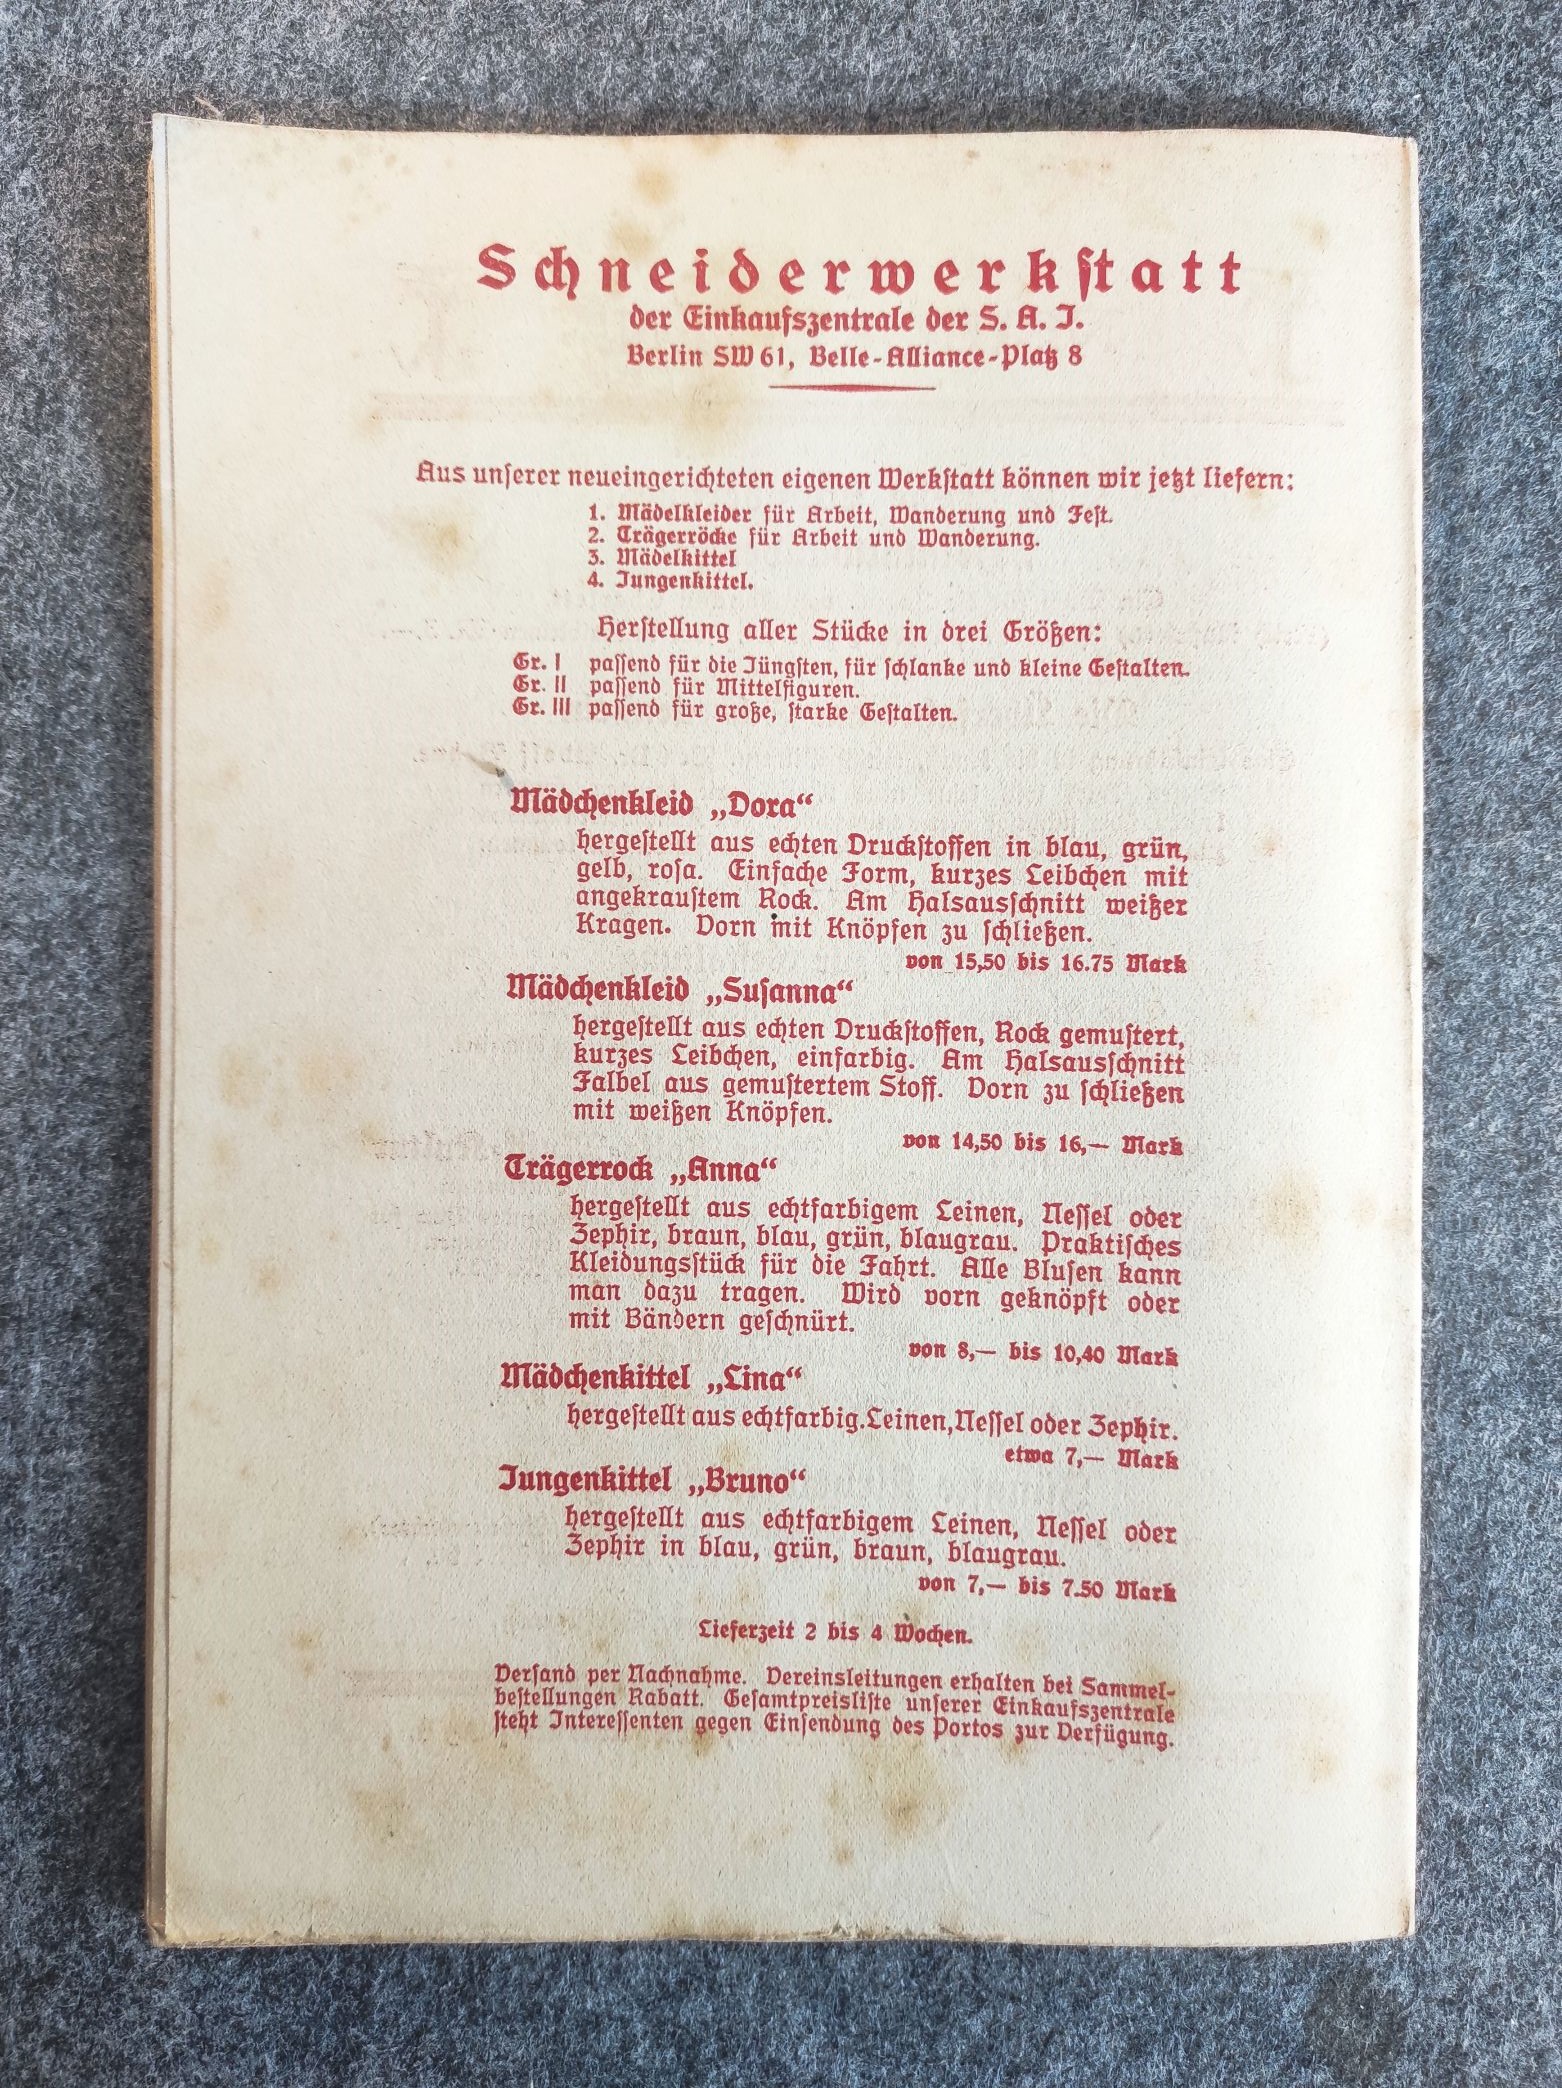 Schneiderwerkstatt
der Einkaufszentrale der S. A. J.
Berlin SW 61, Belle-Alliance-Platz 8
Aus unserer neueingerichteten eigenen Werkstatt können wir jetzt liefern:
1. Mädelkleider für Arbeit, Wanderung und Fest.
2. Trägerröcke für Arbeit und Wanderung.
3. Mädelkittel
4. Jungenkittel.
Herstellung aller Stücke in drei Größen:
Gr. I passend für die Jüngsten, für schlanke und kleine Gestalten.
Gr. II passend für Mittelfiguren.
Gr. III passend für große, starke Gestalten.
Mädchenkleid „Dora“
hergestellt aus echten Druckstoffen in blau, grün,
gelb, rosa. Einfache Form, kurzes Leibchen mit
angekraustem Rock. Am Halsausschnitt weißer
Kragen. Vorn mit Knöpfen zu schließen.
von 15,50 bis 16.75 Mark
Mädchenkleid „Susanna“
hergestellt aus echten Druckstoffen, Rock gemustert,
kurzes Leibchen, einfarbig. Am Halsausschnitt
Falbel aus gemustertem Stoff. Vorn zu schließen
mit weißen Knöpfen.
von 14,50 bis 16,— Mark
Trägerrock „Anna“
hergestellt aus echtfarbigem Leinen, Nessel oder
Zephir, braun, blau, grün, blaugrau. Praktisches
Kleidungsstück für die Fahrt. Alle Blusen kann
man dazu tragen. Wird vorn geknöpft oder
mit Bändern geschnürt.
von 8,— bis 10,40 Mark
Mädchenkittel „Lina“
hergestellt aus echtfarbig. Leinen, Nessel oder Zephir.
etwa 7,— Mark
Jungenkittel „Bruno“
hergestellt aus echtfarbigem Leinen, Nessel oder
Zephir in blau, grün, braun, blaugrau.
von 7,— bis 7.50 Mark
Lieferzeit 2 bis 4 Wochen.
Versand per Nachnahme. Vereinsleitungen erhalten bei Sammel-
bestellungen Rabatt. Gesamtpreisliste unserer Einkaufszentrale
steht Interessenten gegen Einsendung des Portos zur Verfügung.